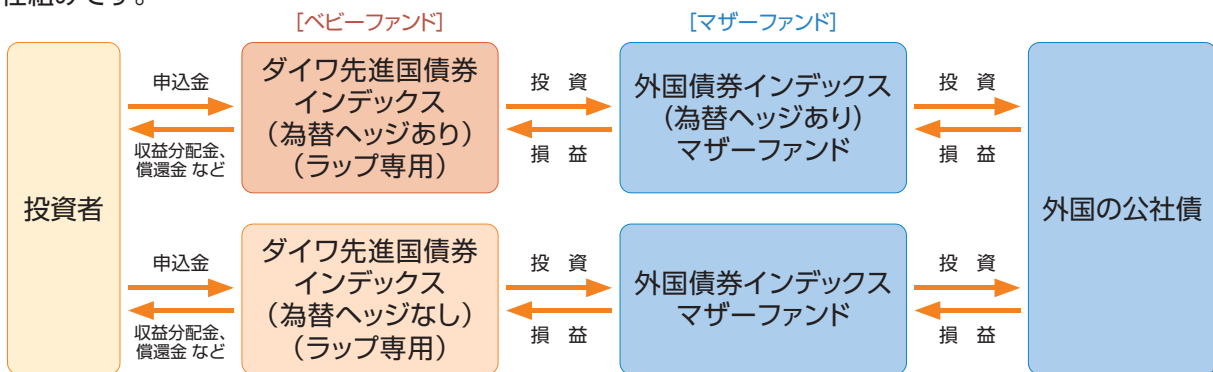 仕組みです。
[ベビーファンド]
[マザーファンド]
投資者
申込金
収益分配金、
償還金 など
ダイワ先進国債券
インデックス
（為替ヘッジあり）
（ラップ専用）
投 資
損 益
外国債券インデックス
（為替ヘッジあり）
マザーファンド
投 資
損 益
外国の公社債
申込金
収益分配金、
償還金 など
ダイワ先進国債券
インデックス
（為替ヘッジなし）
（ラップ専用）
投 資
損 益
外国債券インデックス
マザーファンド
投 資
損 益